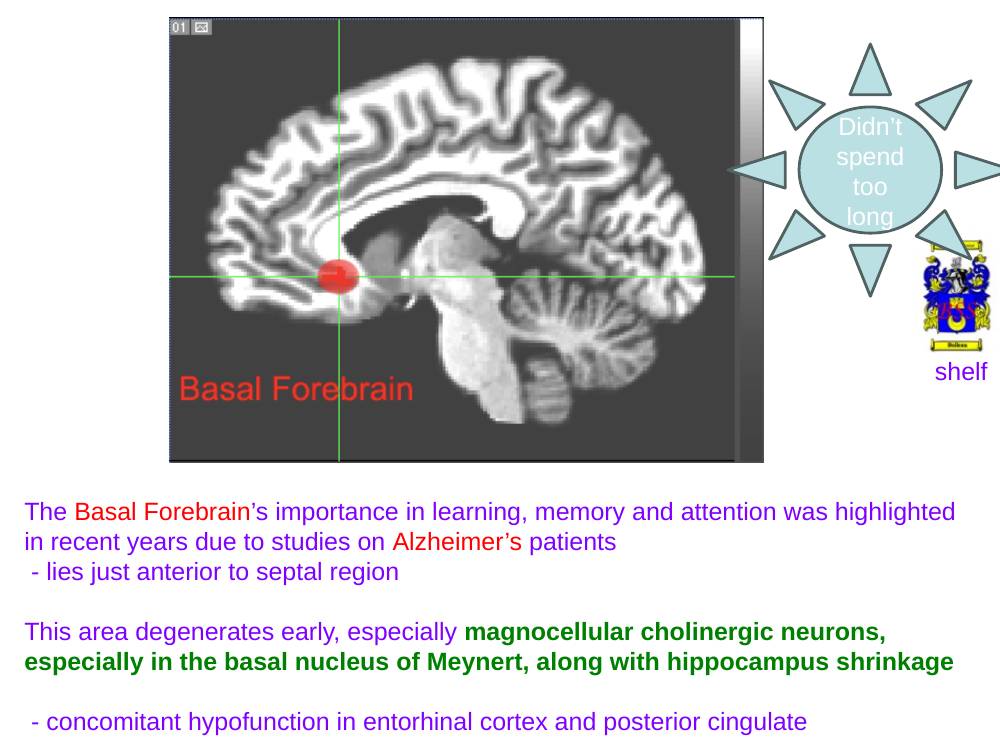 01
Didn’t
spend
too
long
Basal Forebrain
shelf
The Basal Forebrain’s importance in learning, memory and attention was highlighted
in recent years due to studies on Alzheimer’s patients
- lies just anterior to septal region
This area degenerates early, especially magnocellular cholinergic neurons,
especially in the basal nucleus of Meynert, along with hippocampus shrinkage
- concomitant hypofunction in entorhinal cortex and posterior cingulate